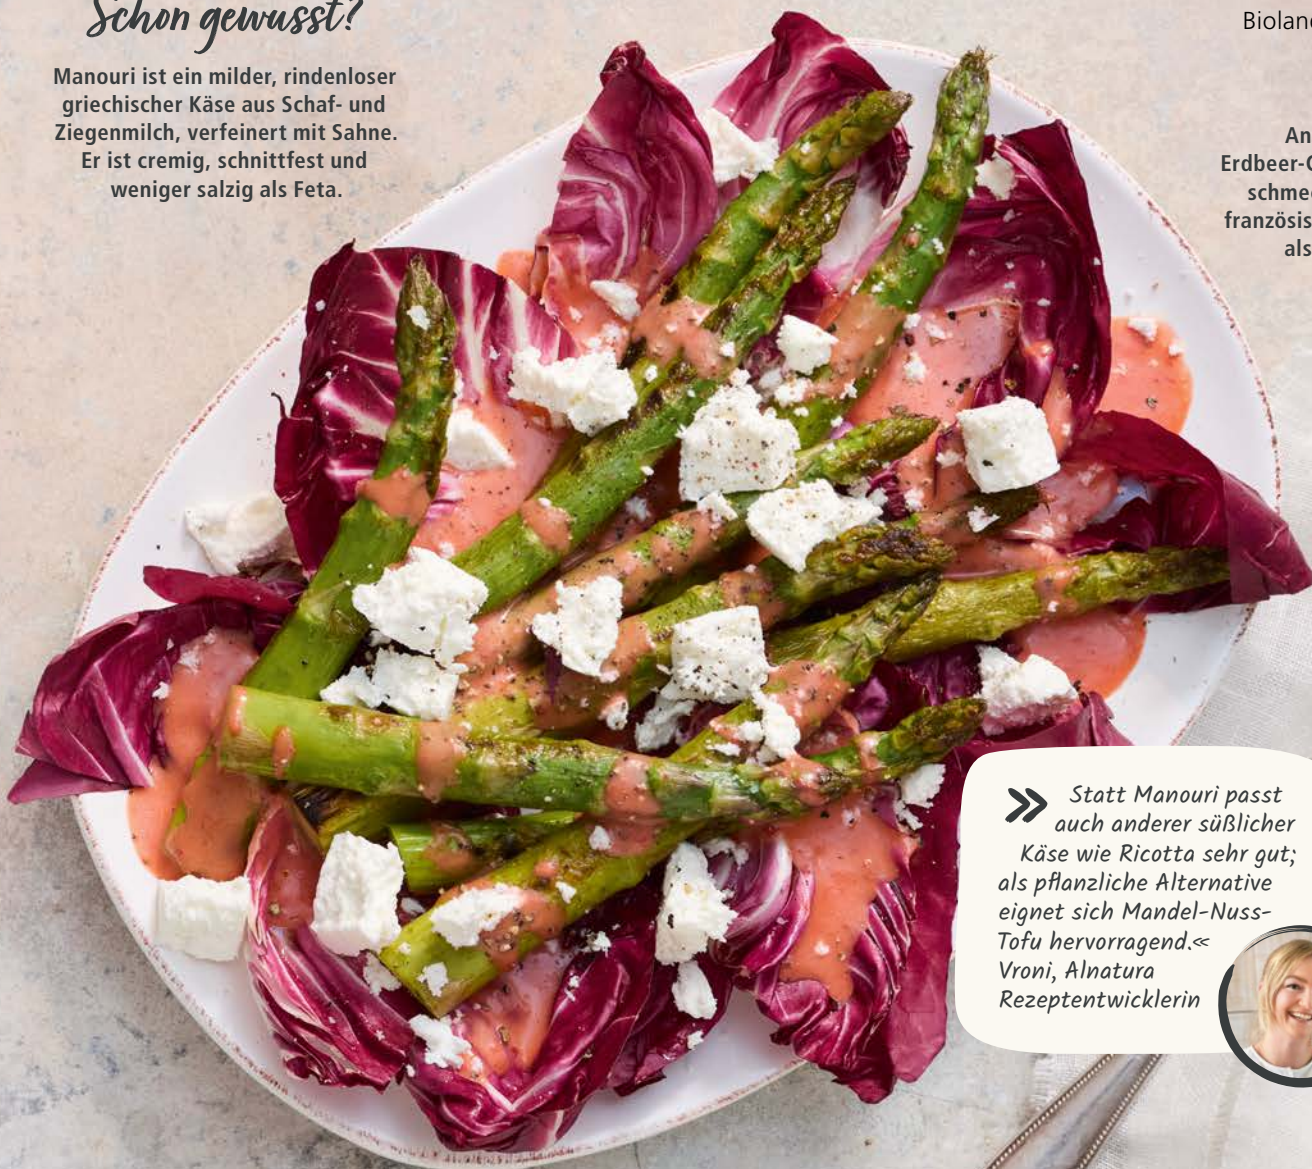 Schon gewusst?
Manouri ist ein milder, rindenloser
griechischer Käse aus Schaf- und
Ziegenmilch, verfeinert mit Sahne.
Er ist cremig, schnittfest und
weniger salzig als Feta.
Statt Manouri passt
auch anderer süßlicher
Käse wie Ricotta sehr gut;
als pflanzliche Alternative
eignet sich Mandel-Nuss-
Tofu hervorragend.«
Vroni, Alnatura
Rezeptentwicklerin
An
als